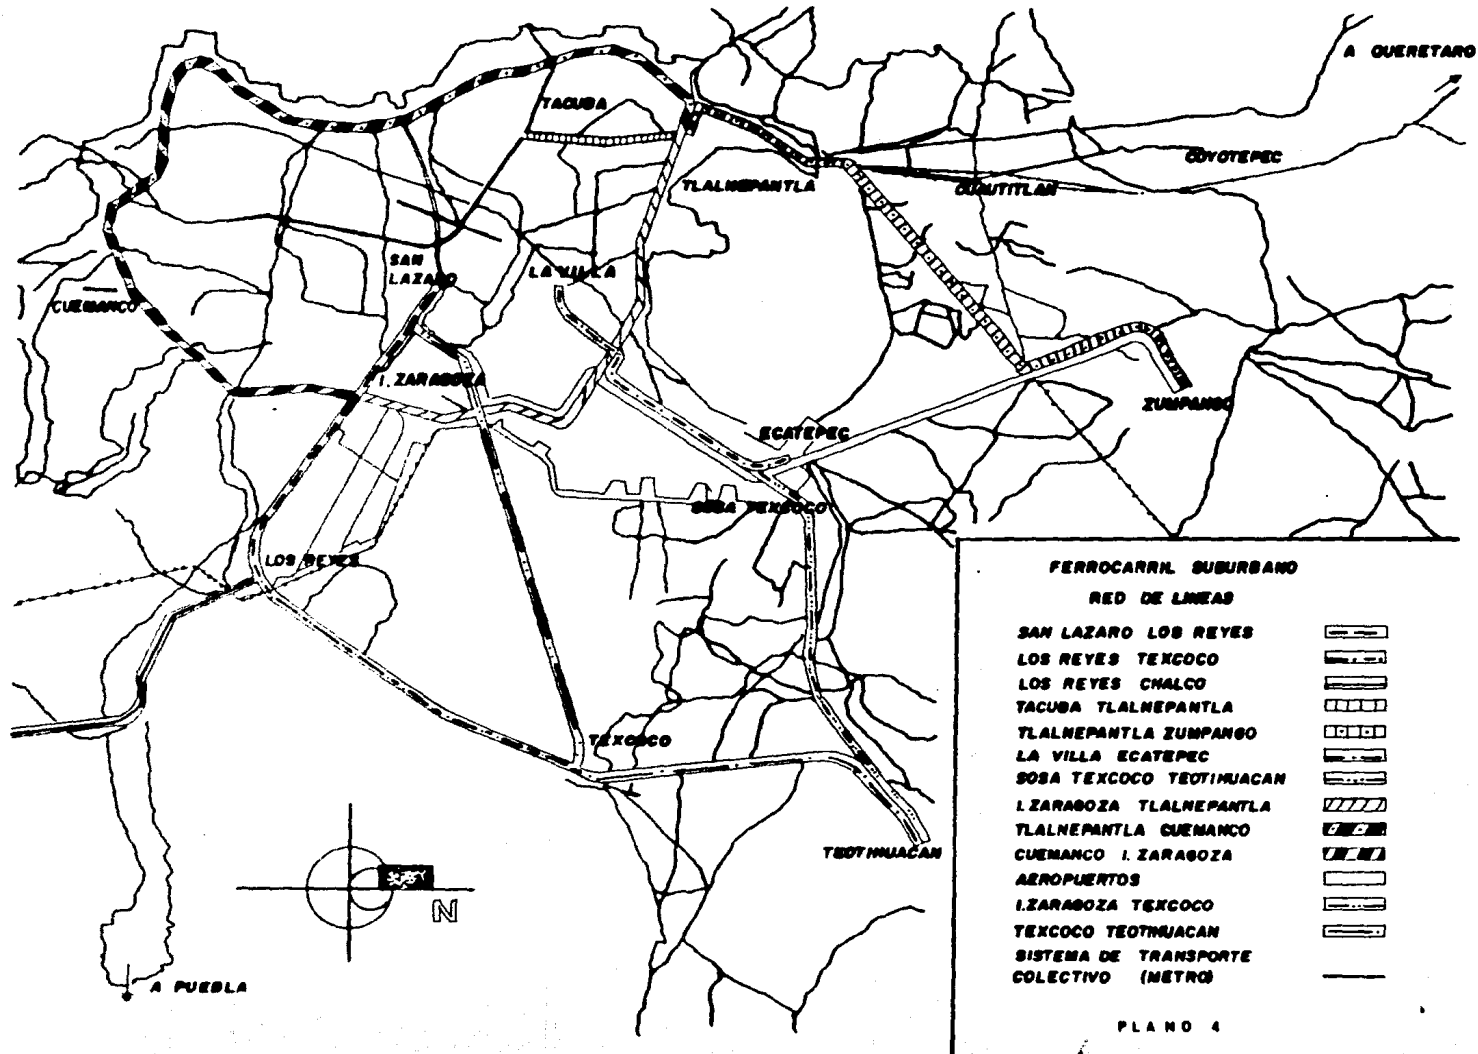 A QUERETARO
TACUBA
COYOTEPEC
TLALNEPANTLA
CUAUTITLAN
SAN
LAZARO
LA VILLA
CUEMANCO
I. ZARAGOZA
ZUMPANGO
ECATEPEC
SOSA TEXCOCO
LOS REYES
TEXCOCO
TEOTIHUACAN
N
A PUEBLA
FERROCARRIL SUBURBANO
RED DE LINEAS
SAN LAZARO LOS REYES
LOS REYES TEXCOCO
LOS REYES CHALCO
TACUBA TLALNEPANTLA
TLALNEPANTLA ZUMPANGO
LA VILLA ECATEPEC
SOSA TEXCOCO TEOTIHUACAN
I. ZARAGOZA TLALNEPANTLA
TLALNEPANTLA CUEMANCO
CUEMANCO I. ZARAGOZA
AEROPUERTOS
I. ZARAGOZA TEXCOCO
TEXCOCO TEOTIHUACAN
SISTEMA DE TRANSPORTE
COLECTIVO (METRO)
PLANO 4